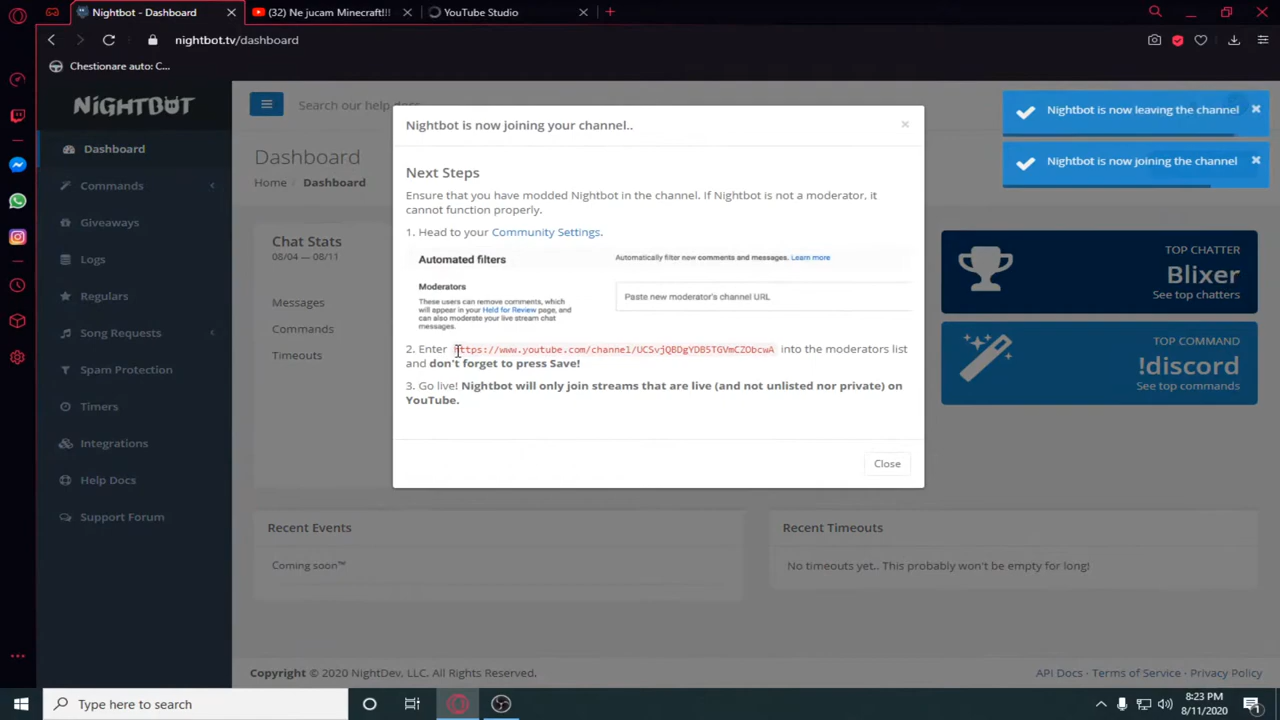 Nightbot - Dashboard
(32) Ne jucam Minecraft!!!
YouTube Studio
nightbot.tv/dashboard
Chestionare auto: C...
NIGHTBOT
Search our help docs
Dashboard
Commands
Giveaways
Logs
Regulars
Song Requests
Spam Protection
Timers
Integrations
Help Docs
Support Forum
Dashboard
Home / Dashboard
Chat Stats
08/04 — 08/11
Messages
Commands
Timeouts
Nightbot is now joining your channel..
Next Steps
Ensure that you have modded Nightbot in the channel. If Nightbot is not a moderator, it
cannot function properly.
1. Head to your Community Settings.
Automated filters
Automatically filter new comments and messages. Learn more
Moderators
Paste new moderator's channel URL
These users can remove comments, which
will appear in your Held for Review page, and
can also moderate your live stream chat
messages.
2. Enter https://www.youtube.com/channel/UCSvjQBDgYDB5TGVmCZObcwA into the moderators list
and don't forget to press Save!
3. Go live! Nightbot will only join streams that are live (and not unlisted nor private) on
YouTube.
Close
Nightbot is now leaving the channel
Nightbot is now joining the channel
TOP CHATTER
Blixer
See top chatters
TOP COMMAND
!discord
See top commands
Recent Events
Coming soon™
Recent Timeouts
No timeouts yet.. This probably won't be empty for long!
Copyright © 2020 NightDev, LLC. All Rights Reserved.
API Docs · Terms of Service · Privacy Policy
Type here to search
8:23 PM
8/11/2020
1